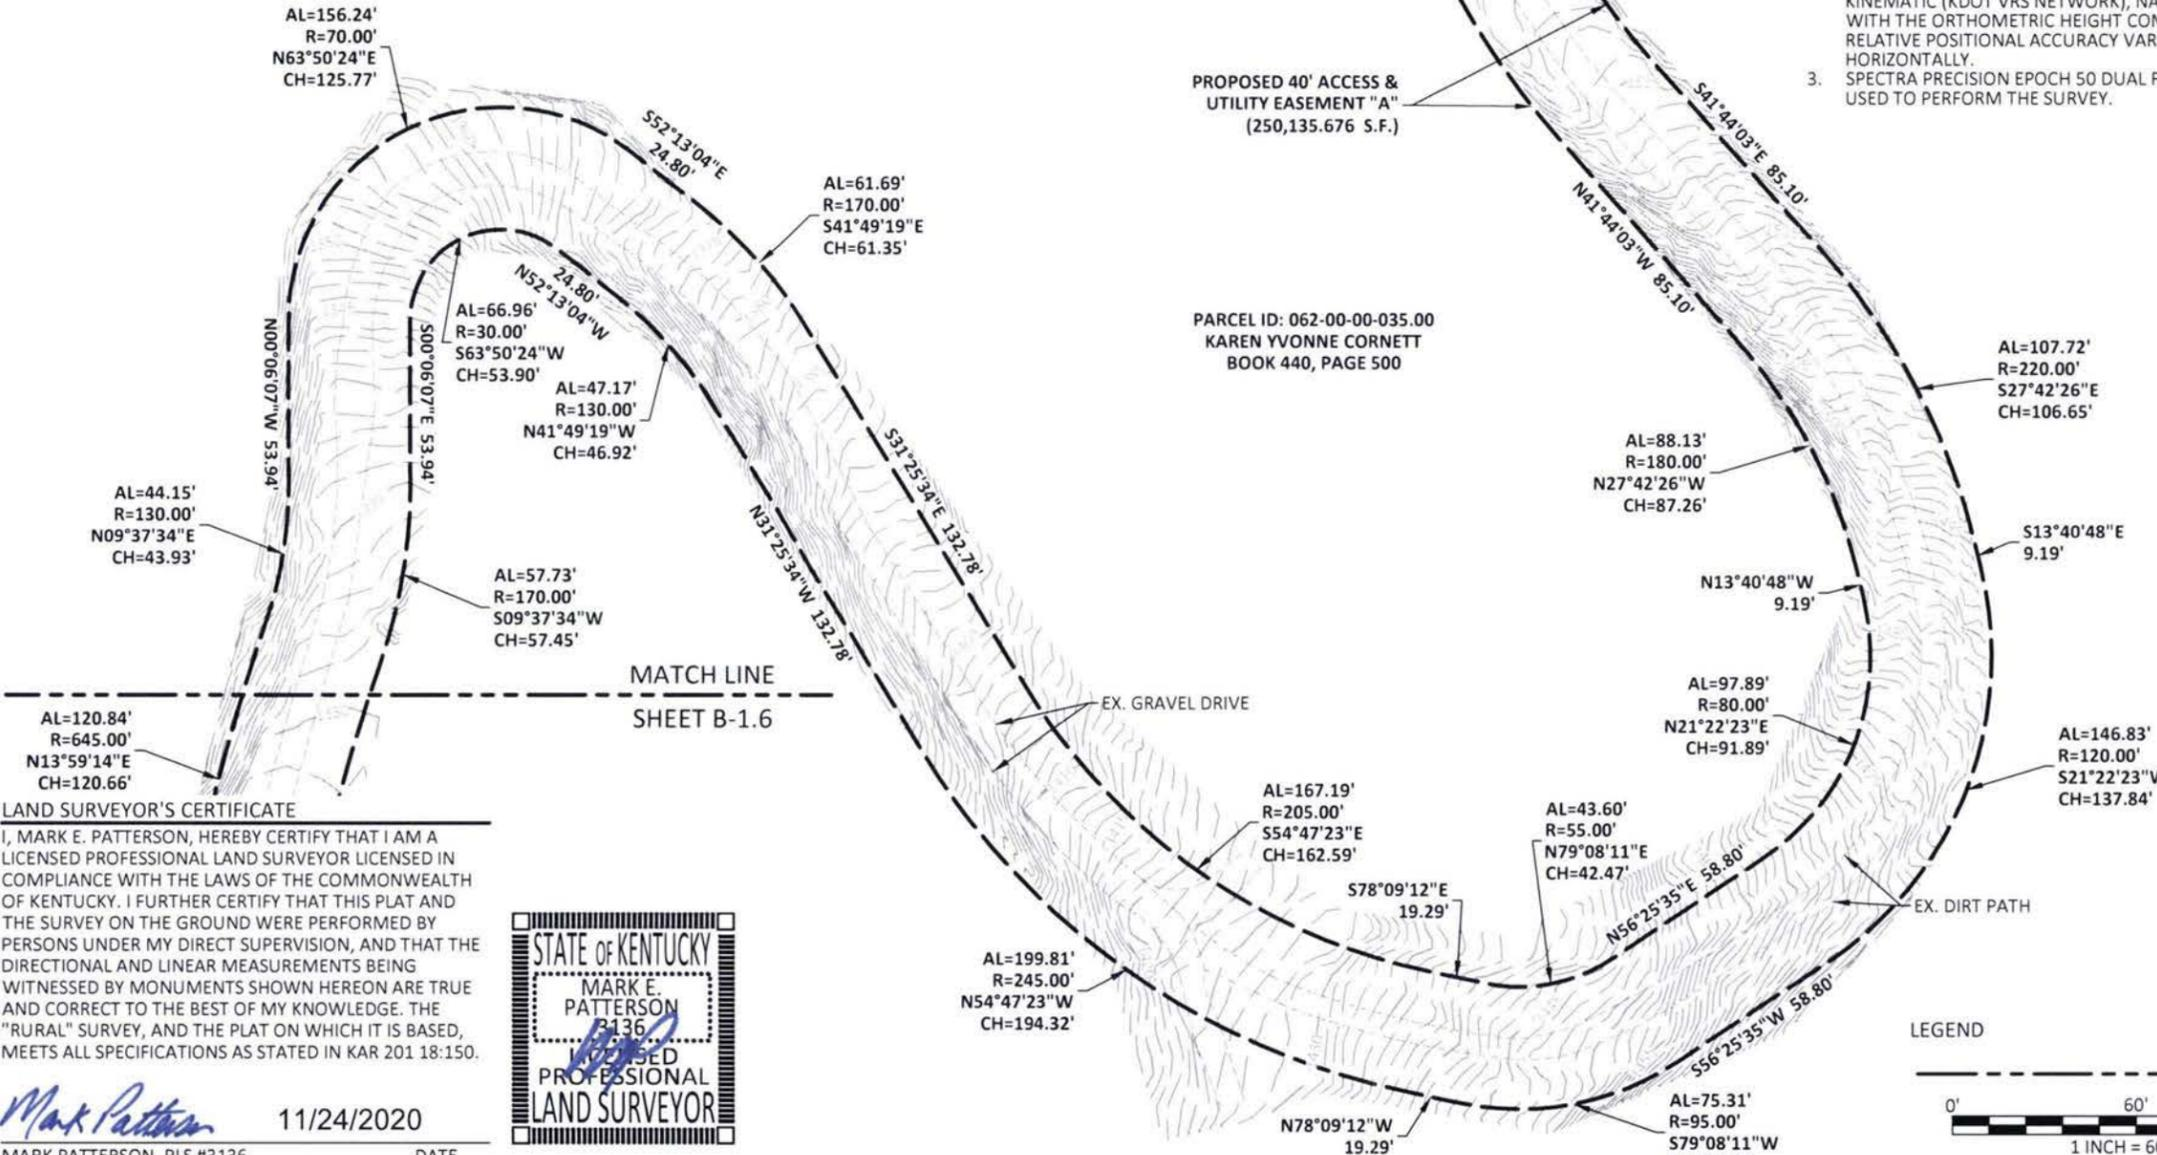 AL=156.24'
R=70.00'
N63°50'24"E
CH=125.77'
S52°13'04"E
24.80'
AL=61.69'
R=170.00'
S41°49'19"E
CH=61.35'
PROPOSED 40' ACCESS &
UTILITY EASEMENT "A"
(250,135.676 S.F.)
WITH THE ORTHOMETRIC HEIGHT
RELATIVE POSITIONAL ACCURACY
HORIZONTALLY.
3. SPECTRA PRECISION EPOCH 50 DUAL
USED TO PERFORM THE SURVEY.
S41°44'03"E 85.10'
N41°44'03"W 85.10'
24.80'
N52°13'04"W
AL=66.96'
R=30.00'
S63°50'24"W
CH=53.90'
N00°06'07"W 53.94'
S00°06'07"E 53.94'
AL=47.17'
R=130.00'
N41°49'19"W
CH=46.92'
PARCEL ID: 062-00-00-035.00
KAREN YVONNE CORNETT
BOOK 440, PAGE 500
AL=107.72'
R=220.00'
S27°42'26"E
CH=106.65'
AL=88.13'
R=180.00'
N27°42'26"W
CH=87.26'
S31°25'34"E 132.78'
N31°25'34"W 132.78'
AL=44.15'
R=130.00'
N09°37'34"E
CH=43.93'
AL=57.73'
R=170.00'
S09°37'34"W
CH=57.45'
S13°40'48"E
9.19'
N13°40'48"W
9.19'
MATCH LINE
SHEET B-1.6
EX. GRAVEL DRIVE
AL=97.89'
R=80.00'
N21°22'23"E
CH=91.89'
AL=146.83'
R=120.00'
S21°22'23"W
CH=137.84'
AL=120.84'
R=645.00'
N13°59'14"E
CH=120.66'
AL=167.19'
R=205.00'
S54°47'23"E
CH=162.59'
AL=43.60'
R=55.00'
N79°08'11"E
CH=42.47'
S78°09'12"E
19.29'
N56°25'35"E 58.80'
EX. DIRT PATH
S56°25'35"W 58.80'
AL=199.81'
R=245.00'
N54°47'23"W
CH=194.32'
N78°09'12"W
19.29'
AL=75.31'
R=95.00'
S79°08'11"W
LAND SURVEYOR'S CERTIFICATE
I, MARK E. PATTERSON, HEREBY CERTIFY THAT I AM A
LICENSED PROFESSIONAL LAND SURVEYOR LICENSED IN
COMPLIANCE WITH THE LAWS OF THE COMMONWEALTH
OF KENTUCKY. I FURTHER CERTIFY THAT THIS PLAT AND
THE SURVEY ON THE GROUND WERE PERFORMED BY
PERSONS UNDER MY DIRECT SUPERVISION, AND THAT THE
DIRECTIONAL AND LINEAR MEASUREMENTS BEING
WITNESSED BY MONUMENTS SHOWN HEREON ARE TRUE
AND CORRECT TO THE BEST OF MY KNOWLEDGE. THE
"RURAL" SURVEY, AND THE PLAT ON WHICH IT IS BASED,
MEETS ALL SPECIFICATIONS AS STATED IN KAR 201 18:150.
Mark Patterson 11/24/2020
MARK PATTERSON, PLS #3136 DATE
STATE OF KENTUCKY
MARK E.
PATTERSON
3136
LICENSED
PROFESSIONAL
LAND SURVEYOR
LEGEND
0' 60'
1 INCH =